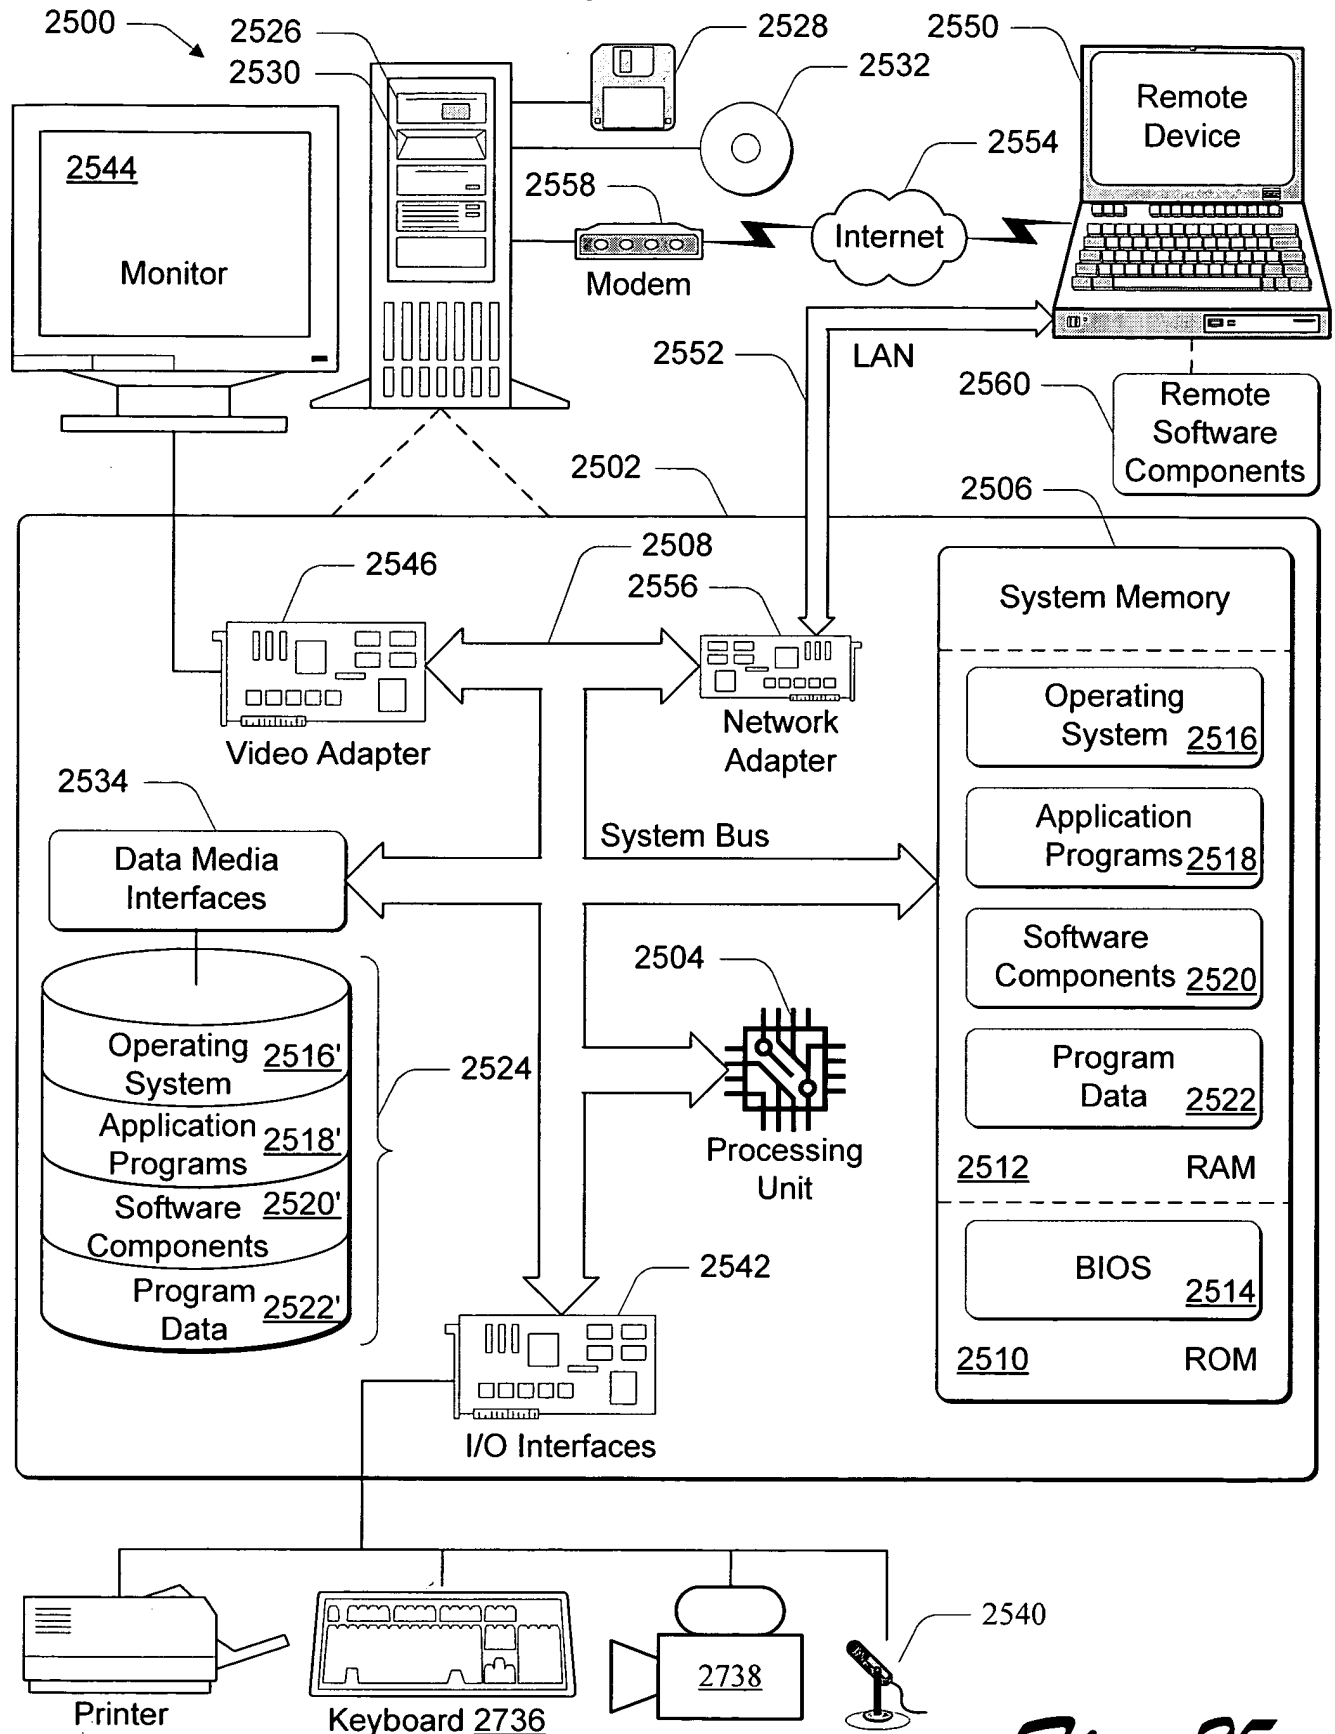 2500
2526
2530
2528
2532
2550
Remote
Device
2544
Monitor
2558
Modem
2554
Internet
2552
LAN
2560
Remote
Software
Components
2502
2506
2546
2508
2556
Video Adapter
Network
Adapter
System Memory
Operating
System 2516
Application
Programs 2518
Software
Components 2520
Program
Data 2522
2512 RAM
BIOS
2514
2510 ROM
2534
Data Media
Interfaces
System Bus
2504
Processing
Unit
Operating
System 2516'
Application
Programs 2518'
Software
Components 2520'
Program
Data 2522'
2524
2542
I/O Interfaces
Printer
Keyboard 2736
2738
2540